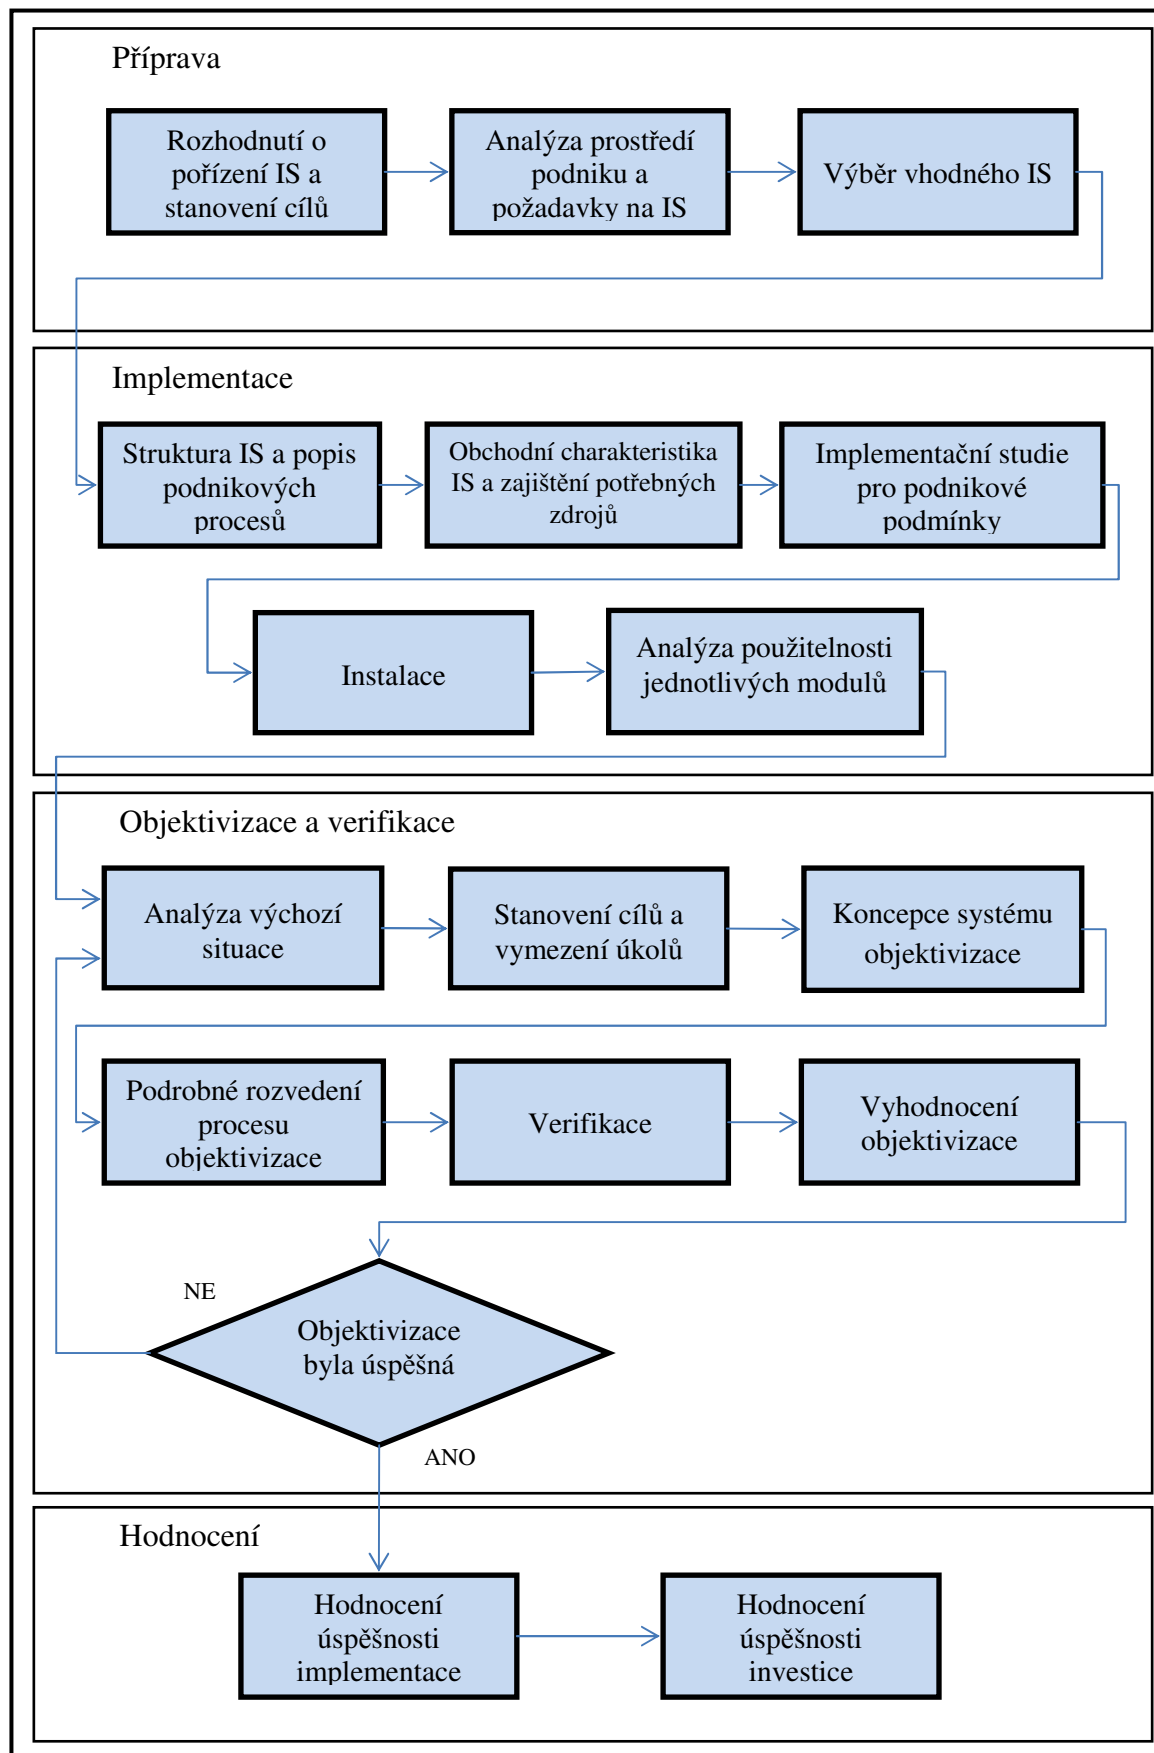 Příprava
Rozhodnutí o
pořízení IS a
stanovení cílů
Analýza prostředí
podniku a
požadavky na IS
Výběr vhodného IS
Implementace
Struktura IS a popis
podnikových
procesů
Obchodní charakteristika
IS a zajištění potřebných
zdrojů
Implementační studie
pro podnikové
podmínky
Instalace
Analýza použitelnosti
jednotlivých modulů
Objektivizace a verifikace
Analýza výchozí
situace
Stanovení cílů a
vymezení úkolů
Koncepce systému
objektivizace
Podrobné rozvedení
procesu
objektivizace
Verifikace
Vyhodnocení
objektivizace
NE
Objektivizace
byla úspěšná
ANO
Hodnocení
Hodnocení
úspěšnosti
implementace
Hodnocení
úspěšnosti
investice